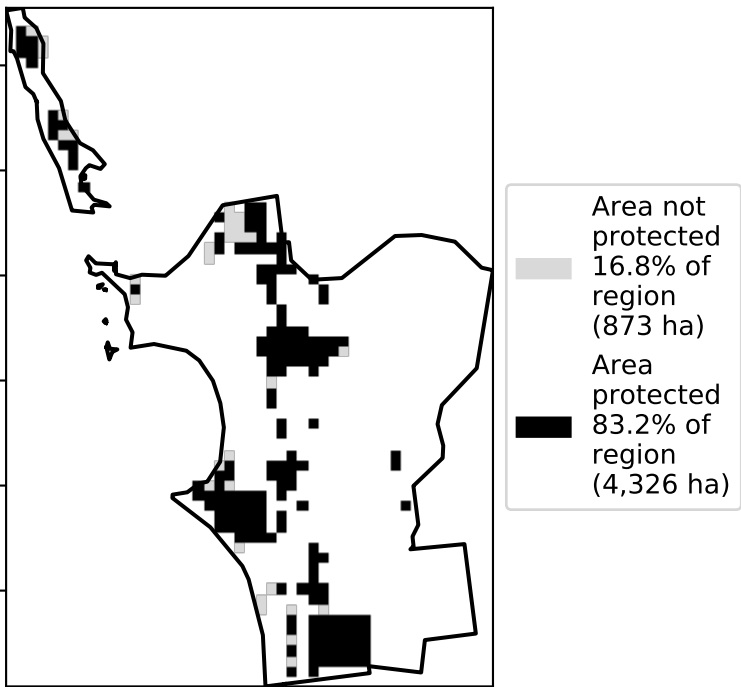 Area not
protected
16.8% of
region
(873 ha)
Area
protected
83.2% of
region
(4,326 ha)